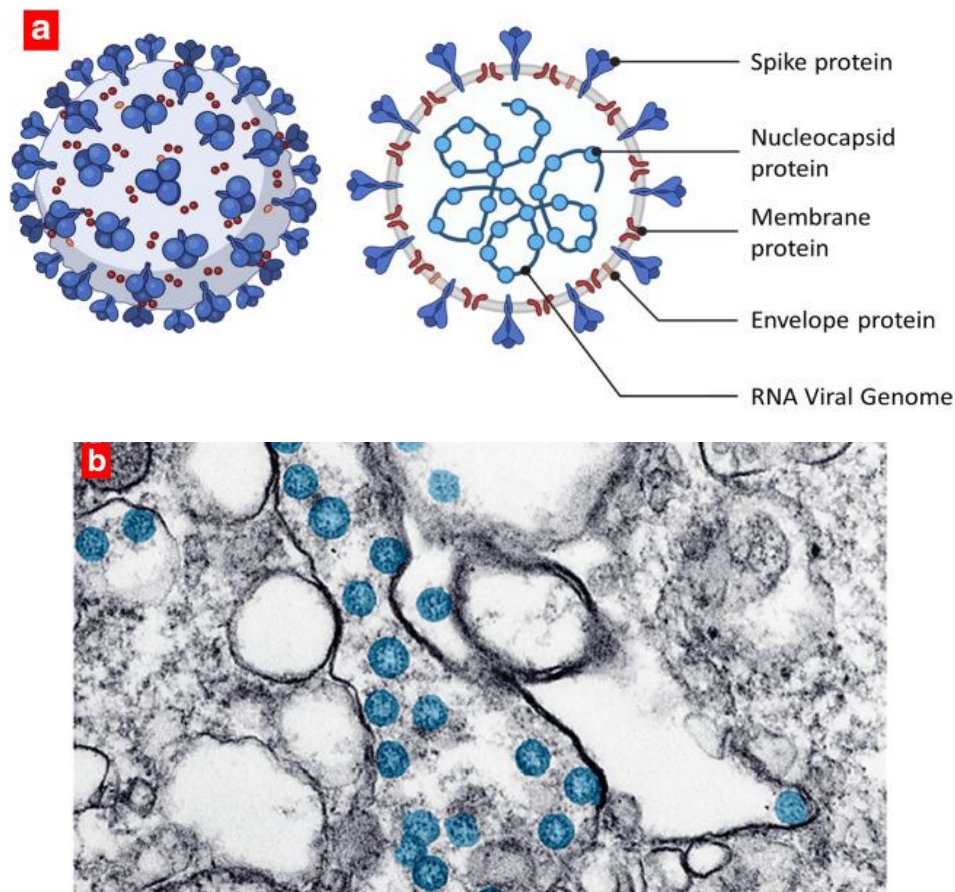 a
Spike protein
Nucleocapsid
protein
Membrane
protein
Envelope protein
RNA Viral Genome
b